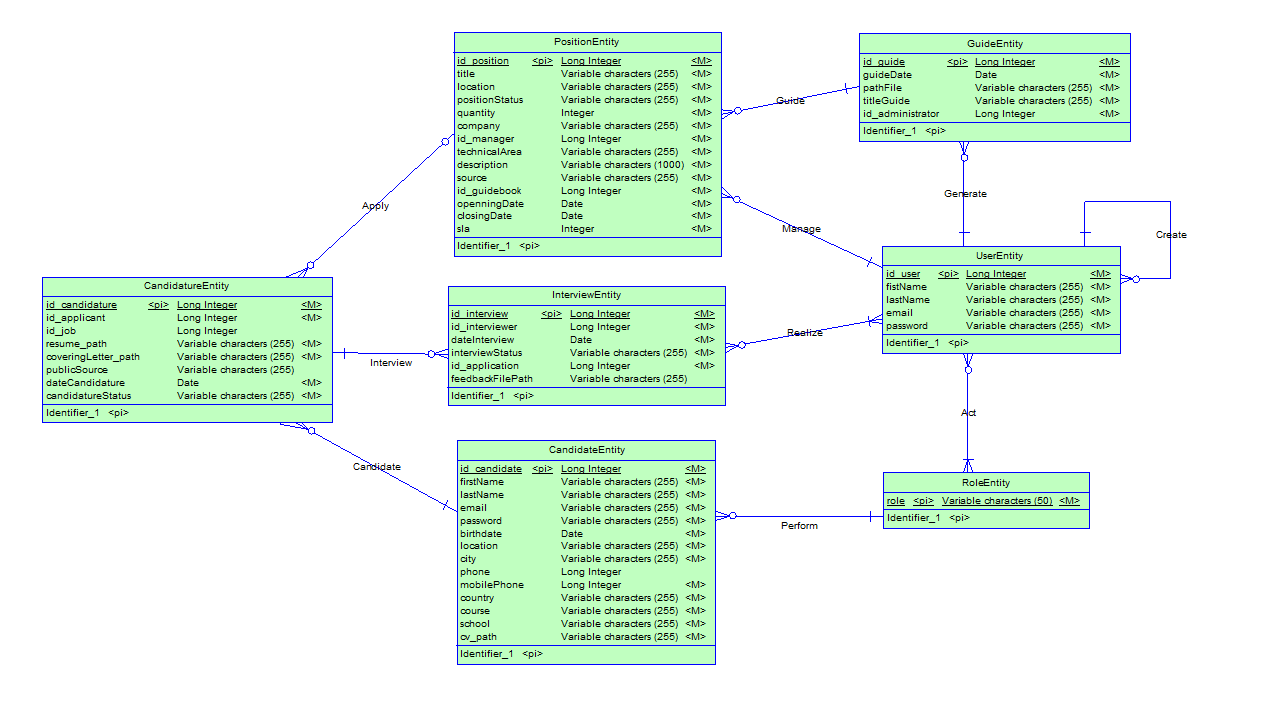 PositionEntity
id_position <pi> Long Integer <M>
title Variable characters (255) <M>
location Variable characters (255) <M>
positionStatus Variable characters (255) <M>
quantity Integer <M>
company Variable characters (255) <M>
id_manager Long Integer <M>
technicalArea Variable characters (255) <M>
description Variable characters (1000) <M>
source Variable characters (255) <M>
id_guidebook Long Integer <M>
openningDate Date <M>
closingDate Date <M>
sla Integer <M>
Identifier_1 <pi>
Guide
GuideEntity
id_guide <pi> Long Integer <M>
guideDate Date <M>
pathFile Variable characters (255) <M>
titleGuide Variable characters (255) <M>
id_administrator Long Integer <M>
Identifier_1 <pi>
Apply
Manage
Generate
Create
CandidatureEntity
id_candidature <pi> Long Integer <M>
id_applicant Long Integer <M>
id_job Long Integer
resume_path Variable characters (255) <M>
coveringLetter_path Variable characters (255) <M>
publicSource Variable characters (255)
dateCandidature Date <M>
candidatureStatus Variable characters (255) <M>
Identifier_1 <pi>
Interview
InterviewEntity
id_interview <pi> Long Integer <M>
id_interviewer Long Integer <M>
dateInterview Date <M>
interviewStatus Variable characters (255) <M>
id_application Long Integer <M>
feedbackFilePath Variable characters (255)
Identifier_1 <pi>
Realize
UserEntity
id_user <pi> Long Integer <M>
fistName Variable characters (255) <M>
lastName Variable characters (255) <M>
email Variable characters (255) <M>
password Variable characters (255) <M>
Identifier_1 <pi>
Act
Candidate
CandidateEntity
id_candidate <pi> Long Integer <M>
firstName Variable characters (255) <M>
lastName Variable characters (255) <M>
email Variable characters (255) <M>
password Variable characters (255) <M>
birthdate Date <M>
location Variable characters (255) <M>
city Variable characters (255) <M>
phone Long Integer
mobilePhone Long Integer <M>
country Variable characters (255) <M>
course Variable characters (255) <M>
school Variable characters (255) <M>
cv_path Variable characters (255) <M>
Identifier_1 <pi>
Perform
RoleEntity
role <pi> Variable characters (50) <M>
Identifier_1 <pi>